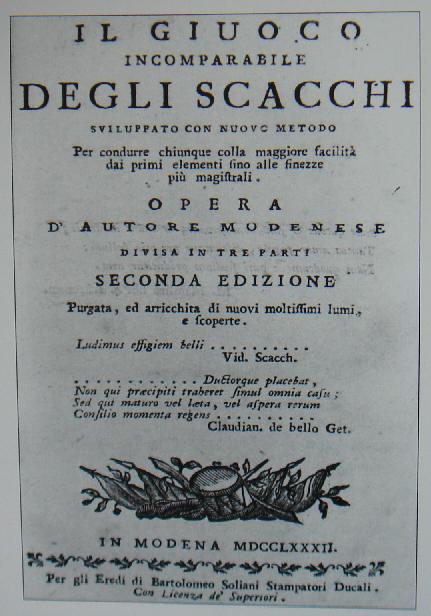 IL GIUOCO
INCOMPARABILE
DEGLI SCACCHI
SVILUPPATO CON NUOVO METODO
Per condurre chiunque colla maggiore facilità
dai primi elementi ſino alle finezze
più magiſtrali.
OPERA
D' AUTORE MODENESE
DIVISA IN TRE PARTI
SECONDA EDIZIONE
Purgata, ed arricchita di nuovi moltiſſimi lumi,
e ſcoperte.
Ludimus effigiem belli . . . . . . . . . .
Vid. Scacch.
. . . . . . . . . . . . Ductorque placebat,
Non qui præcipiti traheret ſimul omnia caſu;
Sed qui maturo vel læta, vel aſpera rerum
Conſilio momenta regens . . . . . . . . . .
Claudian. de bello Get.
IN MODENA MDCCLXXXII.
Per gli Eredi di Bartolomeo Soliani Stampatori Ducali.
Con Licenza de' Superiori.